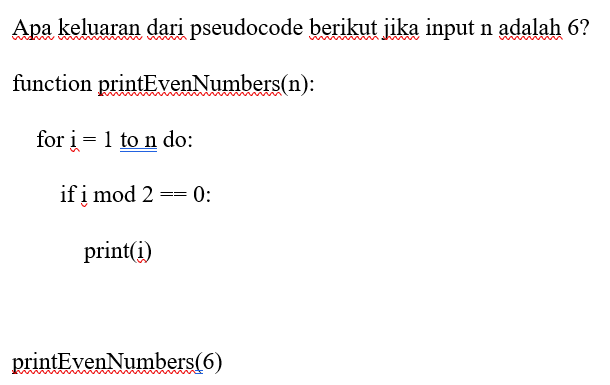 Apa keluaran dari pseudocode berikut jika input n adalah 6?
function printEvenNumbers(n):
for i = 1 to n do:
if i mod 2 == 0:
print(i)
printEvenNumbers(6)